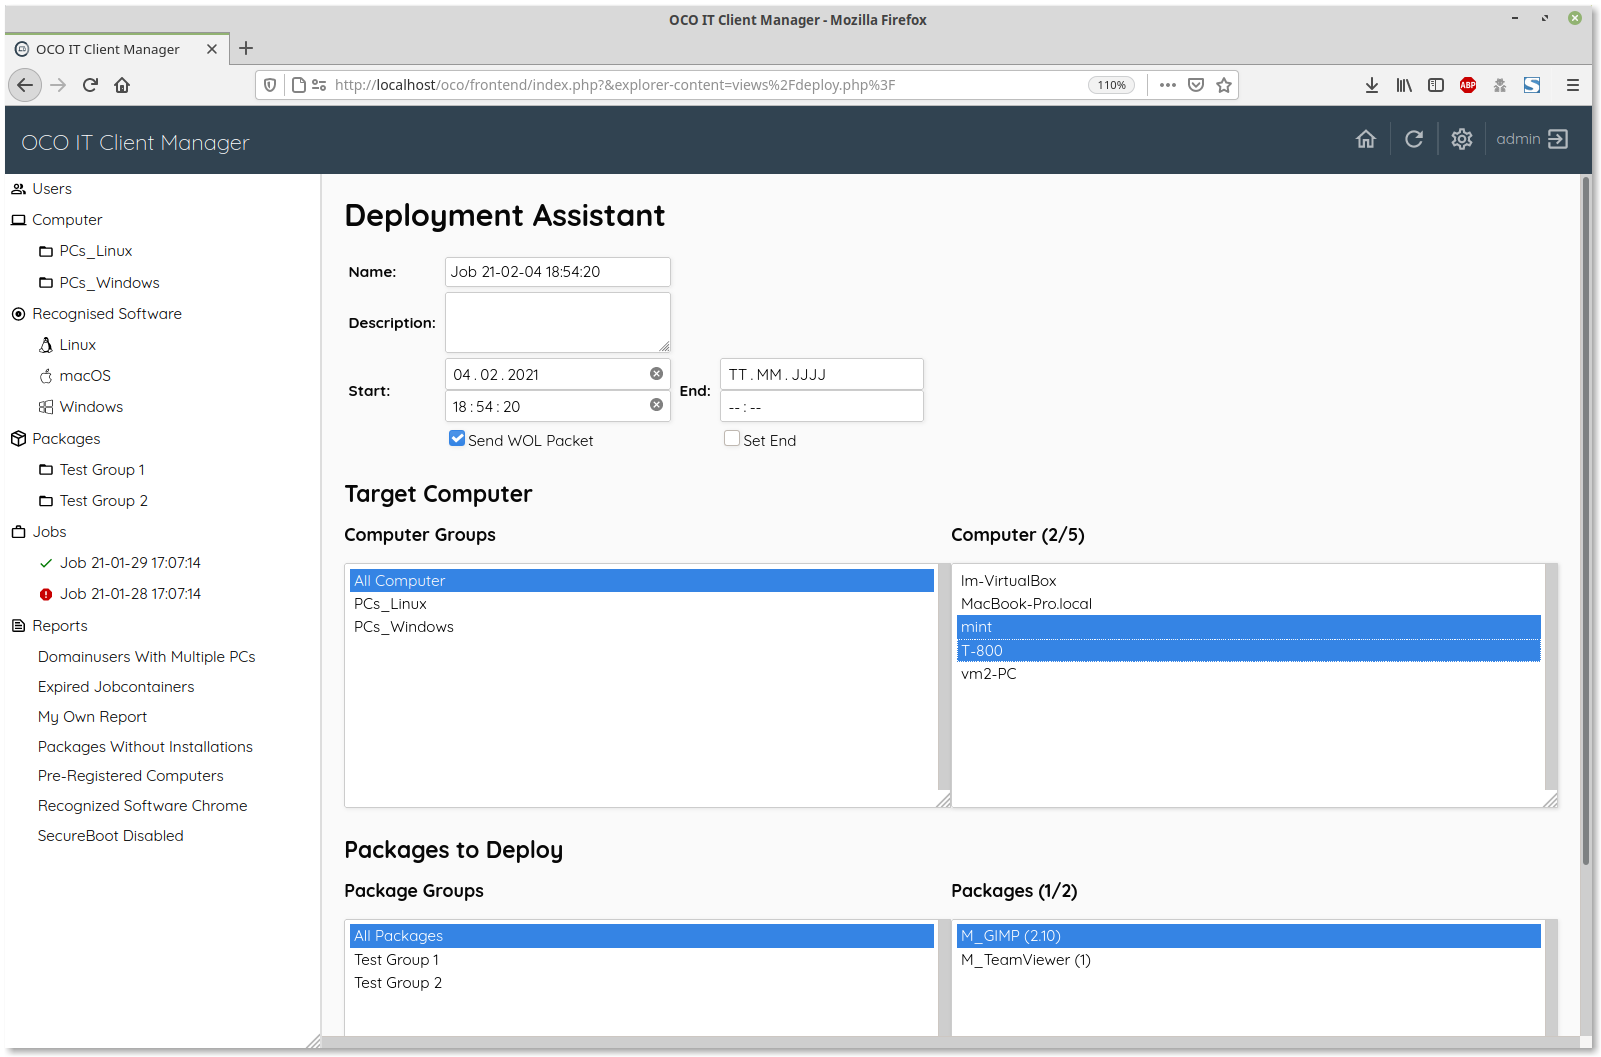 OCO IT Client Manager - Mozilla Firefox
OCO IT Client Manager
http://localhost/oco/frontend/index.php?&explorer-content=views%2Fdeploy.php%3F
110%
ABP
OCO IT Client Manager
admin
Users
Computer
PCs_Linux
PCs_Windows
Recognised Software
Linux
macOS
Windows
Packages
Test Group 1
Test Group 2
Jobs
Job 21-01-29 17:07:14
Job 21-01-28 17:07:14
Reports
Domainusers With Multiple PCs
Expired Jobcontainers
My Own Report
Packages Without Installations
Pre-Registered Computers
Recognized Software Chrome
SecureBoot Disabled
Deployment Assistant
Name: Job 21-02-04 18:54:20
Description:
Start: 04 . 02 . 2021
18 : 54 : 20
End: TT . MM . JJJJ
-- : --
Send WOL Packet
Set End
Target Computer
Computer Groups
All Computer
PCs_Linux
PCs_Windows
Computer (2/5)
lm-VirtualBox
MacBook-Pro.local
mint
T-800
vm2-PC
Packages to Deploy
Package Groups
All Packages
Test Group 1
Test Group 2
Packages (1/2)
M_GIMP (2.10)
M_TeamViewer (1)